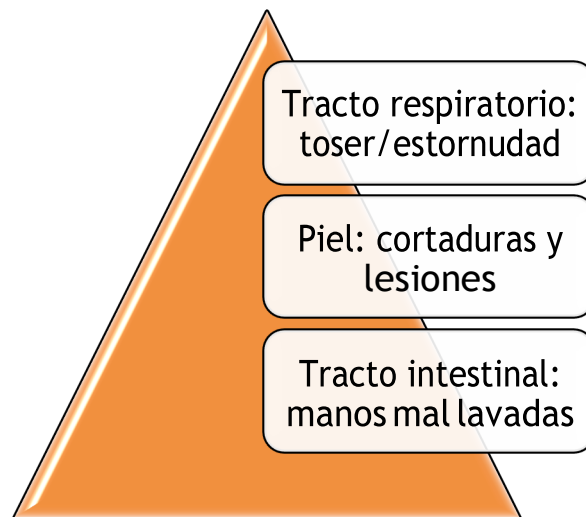 Tracto respiratorio:
toser/estornudad
Piel: cortaduras y
lesiones
Tracto intestinal:
manos mal lavadas